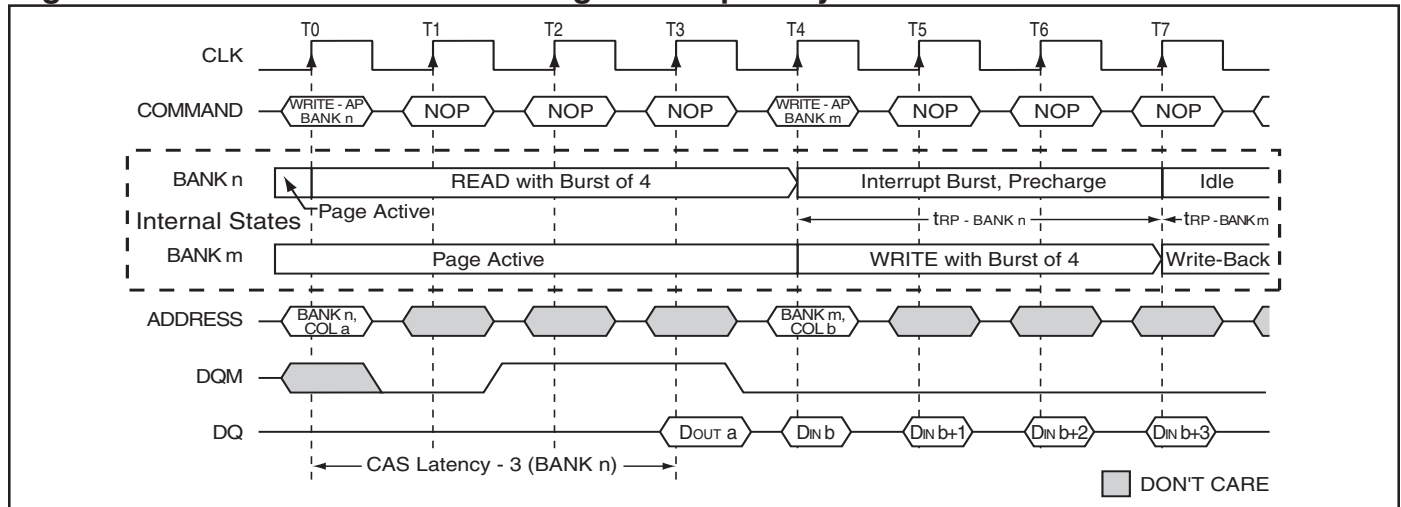 T0 T1 T2 T3 T4 T5 T6 T7
CLK
COMMAND WRITE - AP BANK n NOP NOP NOP WRITE - AP BANK m NOP NOP NOP
BANK n READ with Burst of 4 Interrupt Burst, Precharge Idle
Page Active
Internal States tRP - BANK n tRP - BANK m
BANK m Page Active WRITE with Burst of 4 Write-Back
ADDRESS BANK n, COL a BANK m, COL b
DQM
DQ DOUT a DIN b DIN b+1 DIN b+2 DIN b+3
CAS Latency - 3 (BANK n)
DON'T CARE